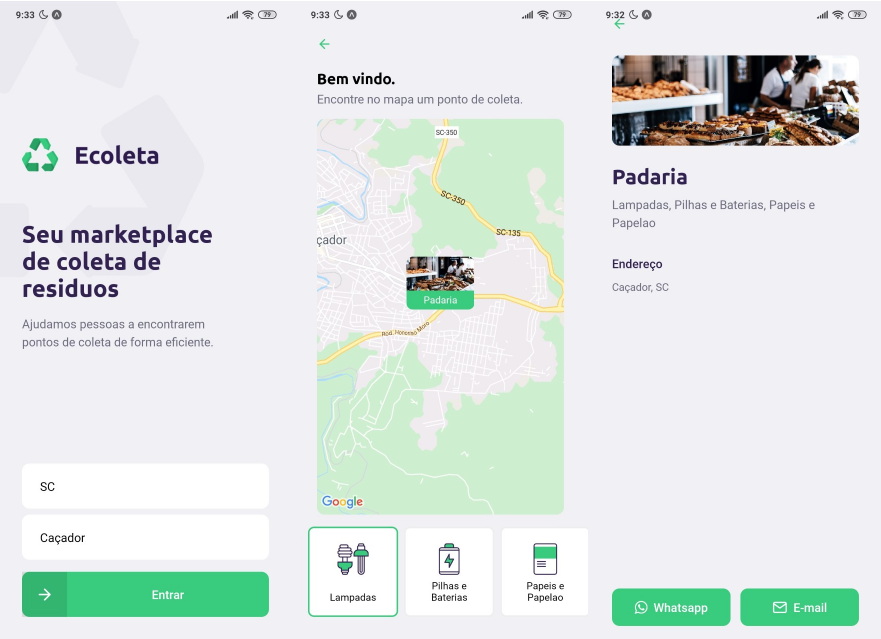 9:33
79
Ecoleta
Seu marketplace
de coleta de
residuos
Ajudamos pessoas a encontrarem
pontos de coleta de forma eficiente.
SC
Caçador
Entrar
9:33
79
Bem vindo.
Encontre no mapa um ponto de coleta.
SC-350
SC-350
SC-135
çador
Padaria
Rod. Honorino Moro
Google
Lampadas
Pilhas e
Baterias
Papeis e
Papelao
9:32
79
Padaria
Lampadas, Pilhas e Baterias, Papeis e
Papelao
Endereço
Caçador, SC
Whatsapp
E-mail